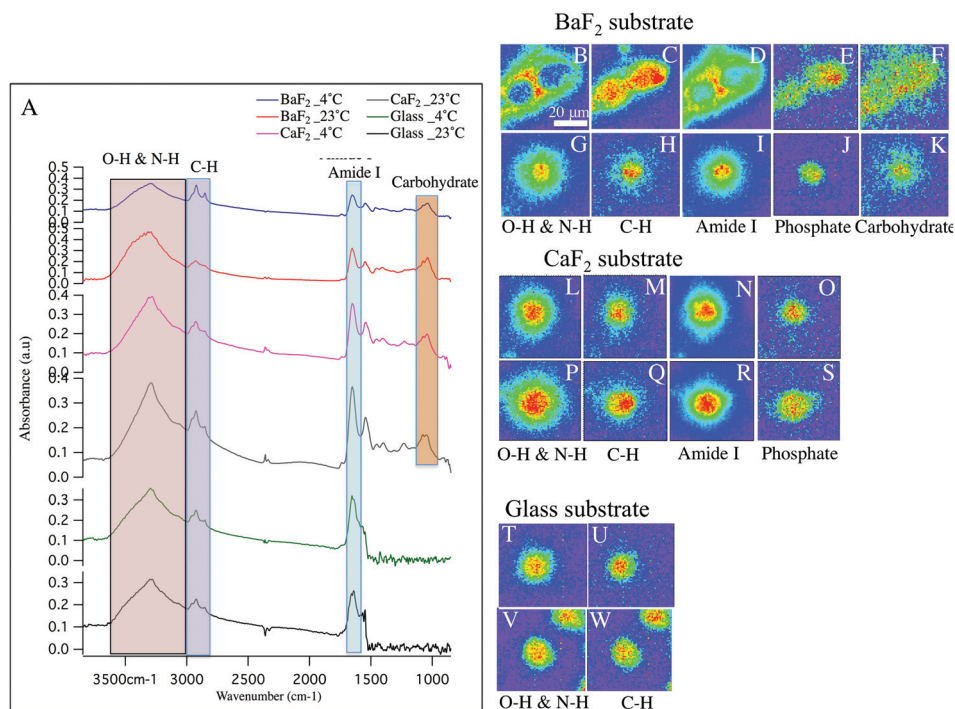 BaF2 substrate
B C D E F
20 μm
G H I J K
O-H & N-H C-H Amide I Phosphate Carbohydrate
CaF2 substrate
L M N O
P Q R S
O-H & N-H C-H Amide I Phosphate
Glass substrate
T U
V W
O-H & N-H C-H
A
BaF2 _4°C
BaF2 _23°C
CaF2 _4°C
CaF2 _23°C
Glass _4°C
Glass _23°C
O-H & N-H
C-H
Amide I
Carbohydrate
Absorbance (a.u)
0.5
0.4
0.3
0.2
0.1
0.0
0.5
0.4
0.3
0.2
0.1
0.0
0.4
0.3
0.2
0.1
0.0
0.4
0.3
0.2
0.1
0.0
0.3
0.2
0.1
0.0
0.3
0.2
0.1
0.0
3500cm-1 3000 2500 2000 1500 1000
Wavenumber (cm-1)